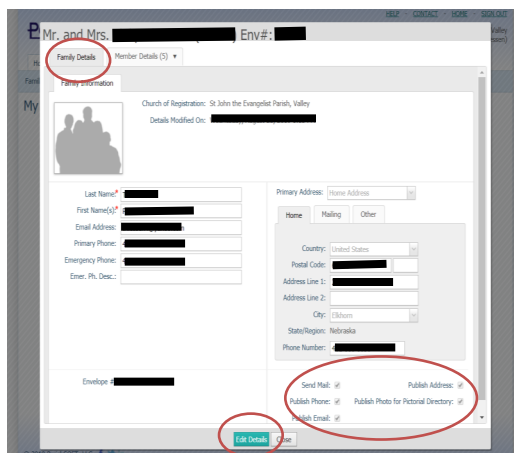 HELP - CONTACT - HOME - SIGN OUT
Mr. and Mrs. Env#:
Valley
Family Details Member Details (5) ▼
Family Information
My
Church of Registration: St John the Evangelist Parish, Valley
Details Modified On:
Last Name:*
First Name(s):*
Email Address:
Primary Phone:
Emergency Phone:
Emer. Ph. Desc.:
Primary Address: Home Address
Home Mailing Other
Country: United States
Postal Code:
Address Line 1:
Address Line 2:
City: Elkhorn
State/Region: Nebraska
Phone Number:
Envelope #
Send Mail: Publish Address:
Publish Phone: Publish Photo for Pictorial Directory:
Publish Email:
Edit Details Close